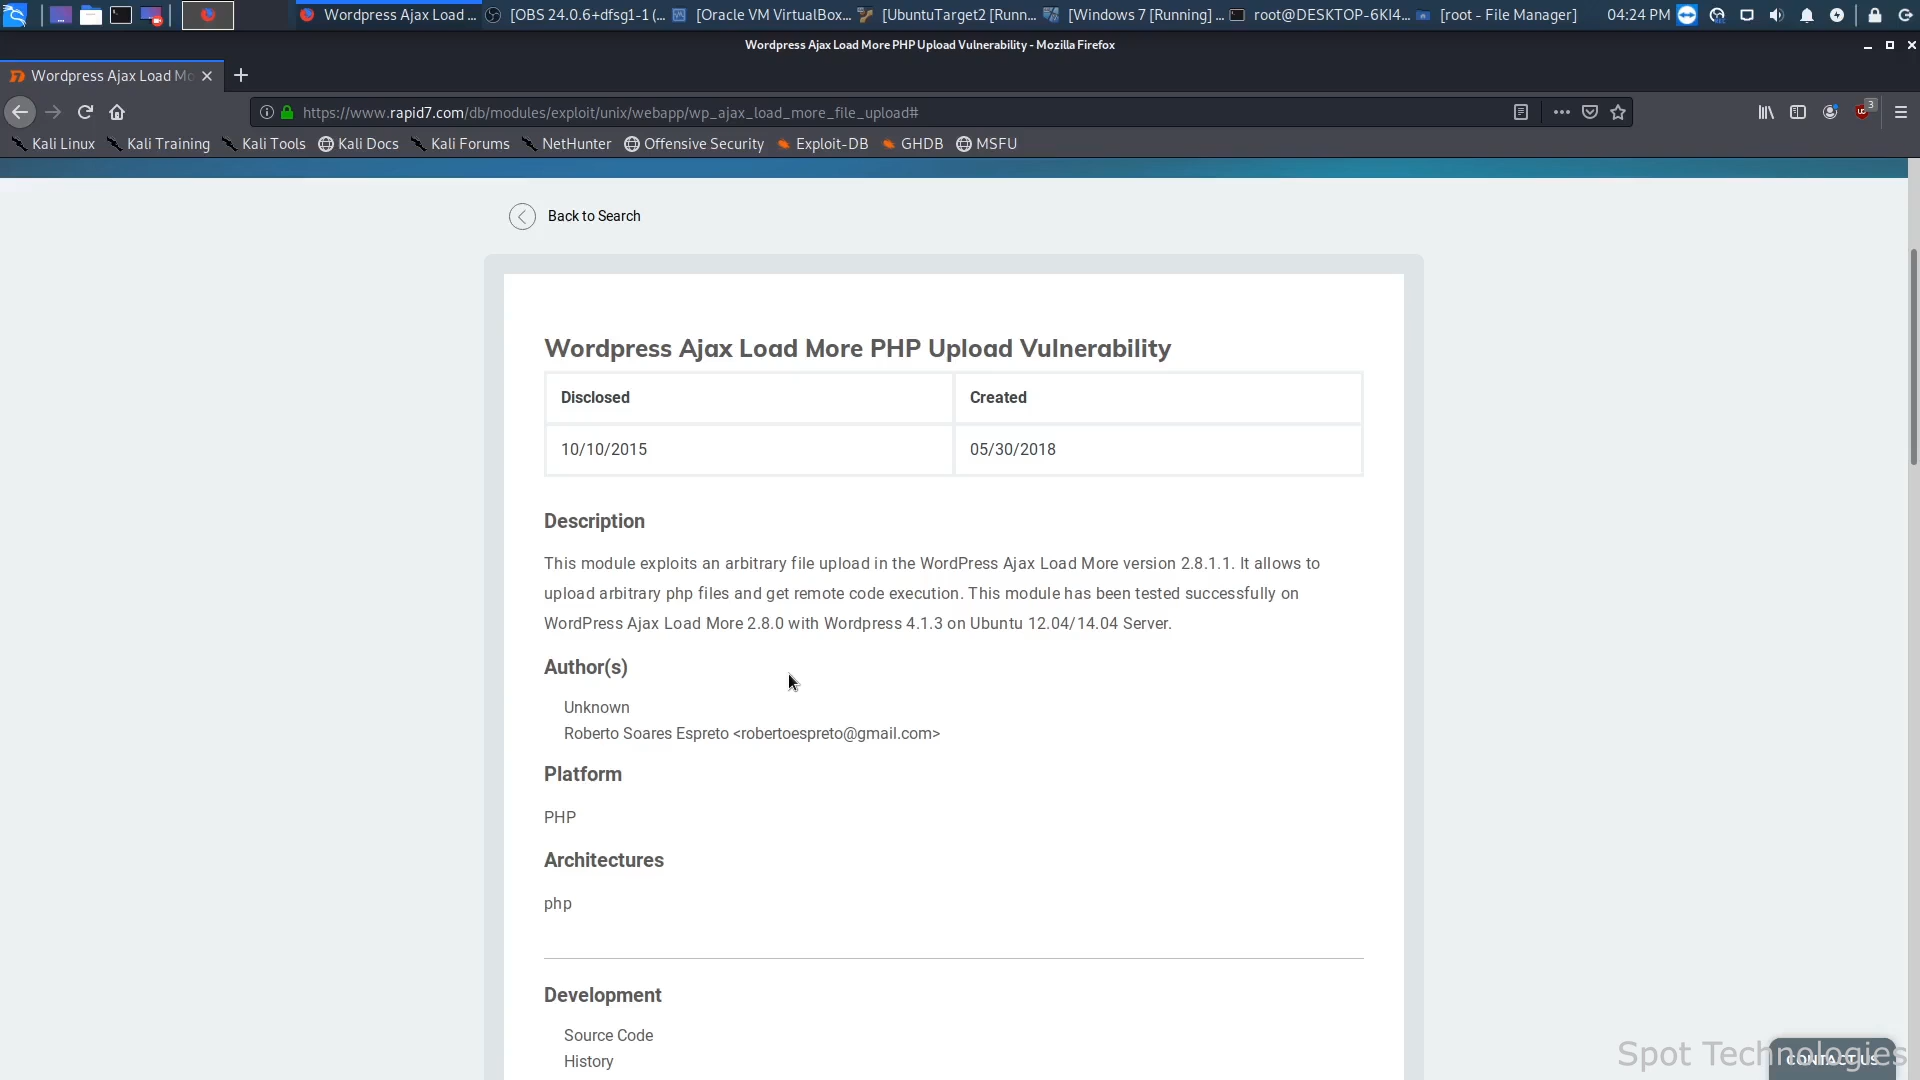 Wordpress Ajax Load ...
[OBS 24.0.6+dfsg1-1 (...
[Oracle VM VirtualBox...
[UbuntuTarget2 [Runn...
[Windows 7 [Running] ...
root@DESKTOP-6KI4...
[root - File Manager]
04:24 PM
Wordpress Ajax Load More PHP Upload Vulnerability - Mozilla Firefox
Wordpress Ajax Load Mo
https://www.rapid7.com/db/modules/exploit/unix/webapp/wp_ajax_load_more_file_upload#
3
Kali Linux Kali Training Kali Tools Kali Docs Kali Forums NetHunter Offensive Security Exploit-DB GHDB MSFU
Back to Search
Wordpress Ajax Load More PHP Upload Vulnerability
Disclosed Created
10/10/2015 05/30/2018
Description
This module exploits an arbitrary file upload in the WordPress Ajax Load More version 2.8.1.1. It allows to
upload arbitrary php files and get remote code execution. This module has been tested successfully on
WordPress Ajax Load More 2.8.0 with Wordpress 4.1.3 on Ubuntu 12.04/14.04 Server.
Author(s)
Unknown
Roberto Soares Espreto <robertoespreto@gmail.com>
Platform
PHP
Architectures
php
Development
Source Code
History
Spot Technologies
CONTACT US